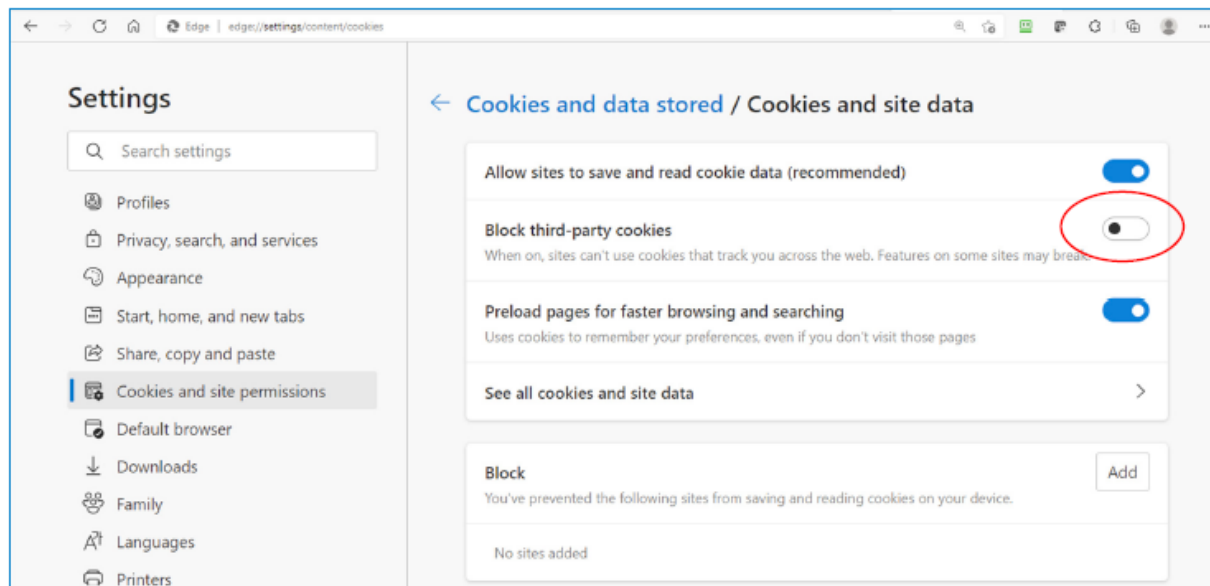 Edge | edge://settings/content/cookies
Settings
Search settings
Profiles
Privacy, search, and services
Appearance
Start, home, and new tabs
Share, copy and paste
Cookies and site permissions
Default browser
Downloads
Family
Languages
Printers
Cookies and data stored / Cookies and site data
Allow sites to save and read cookie data (recommended)
Block third-party cookies
When on, sites can't use cookies that track you across the web. Features on some sites may break.
Preload pages for faster browsing and searching
Uses cookies to remember your preferences, even if you don't visit those pages
See all cookies and site data
Block
Add
You've prevented the following sites from saving and reading cookies on your device.
No sites added